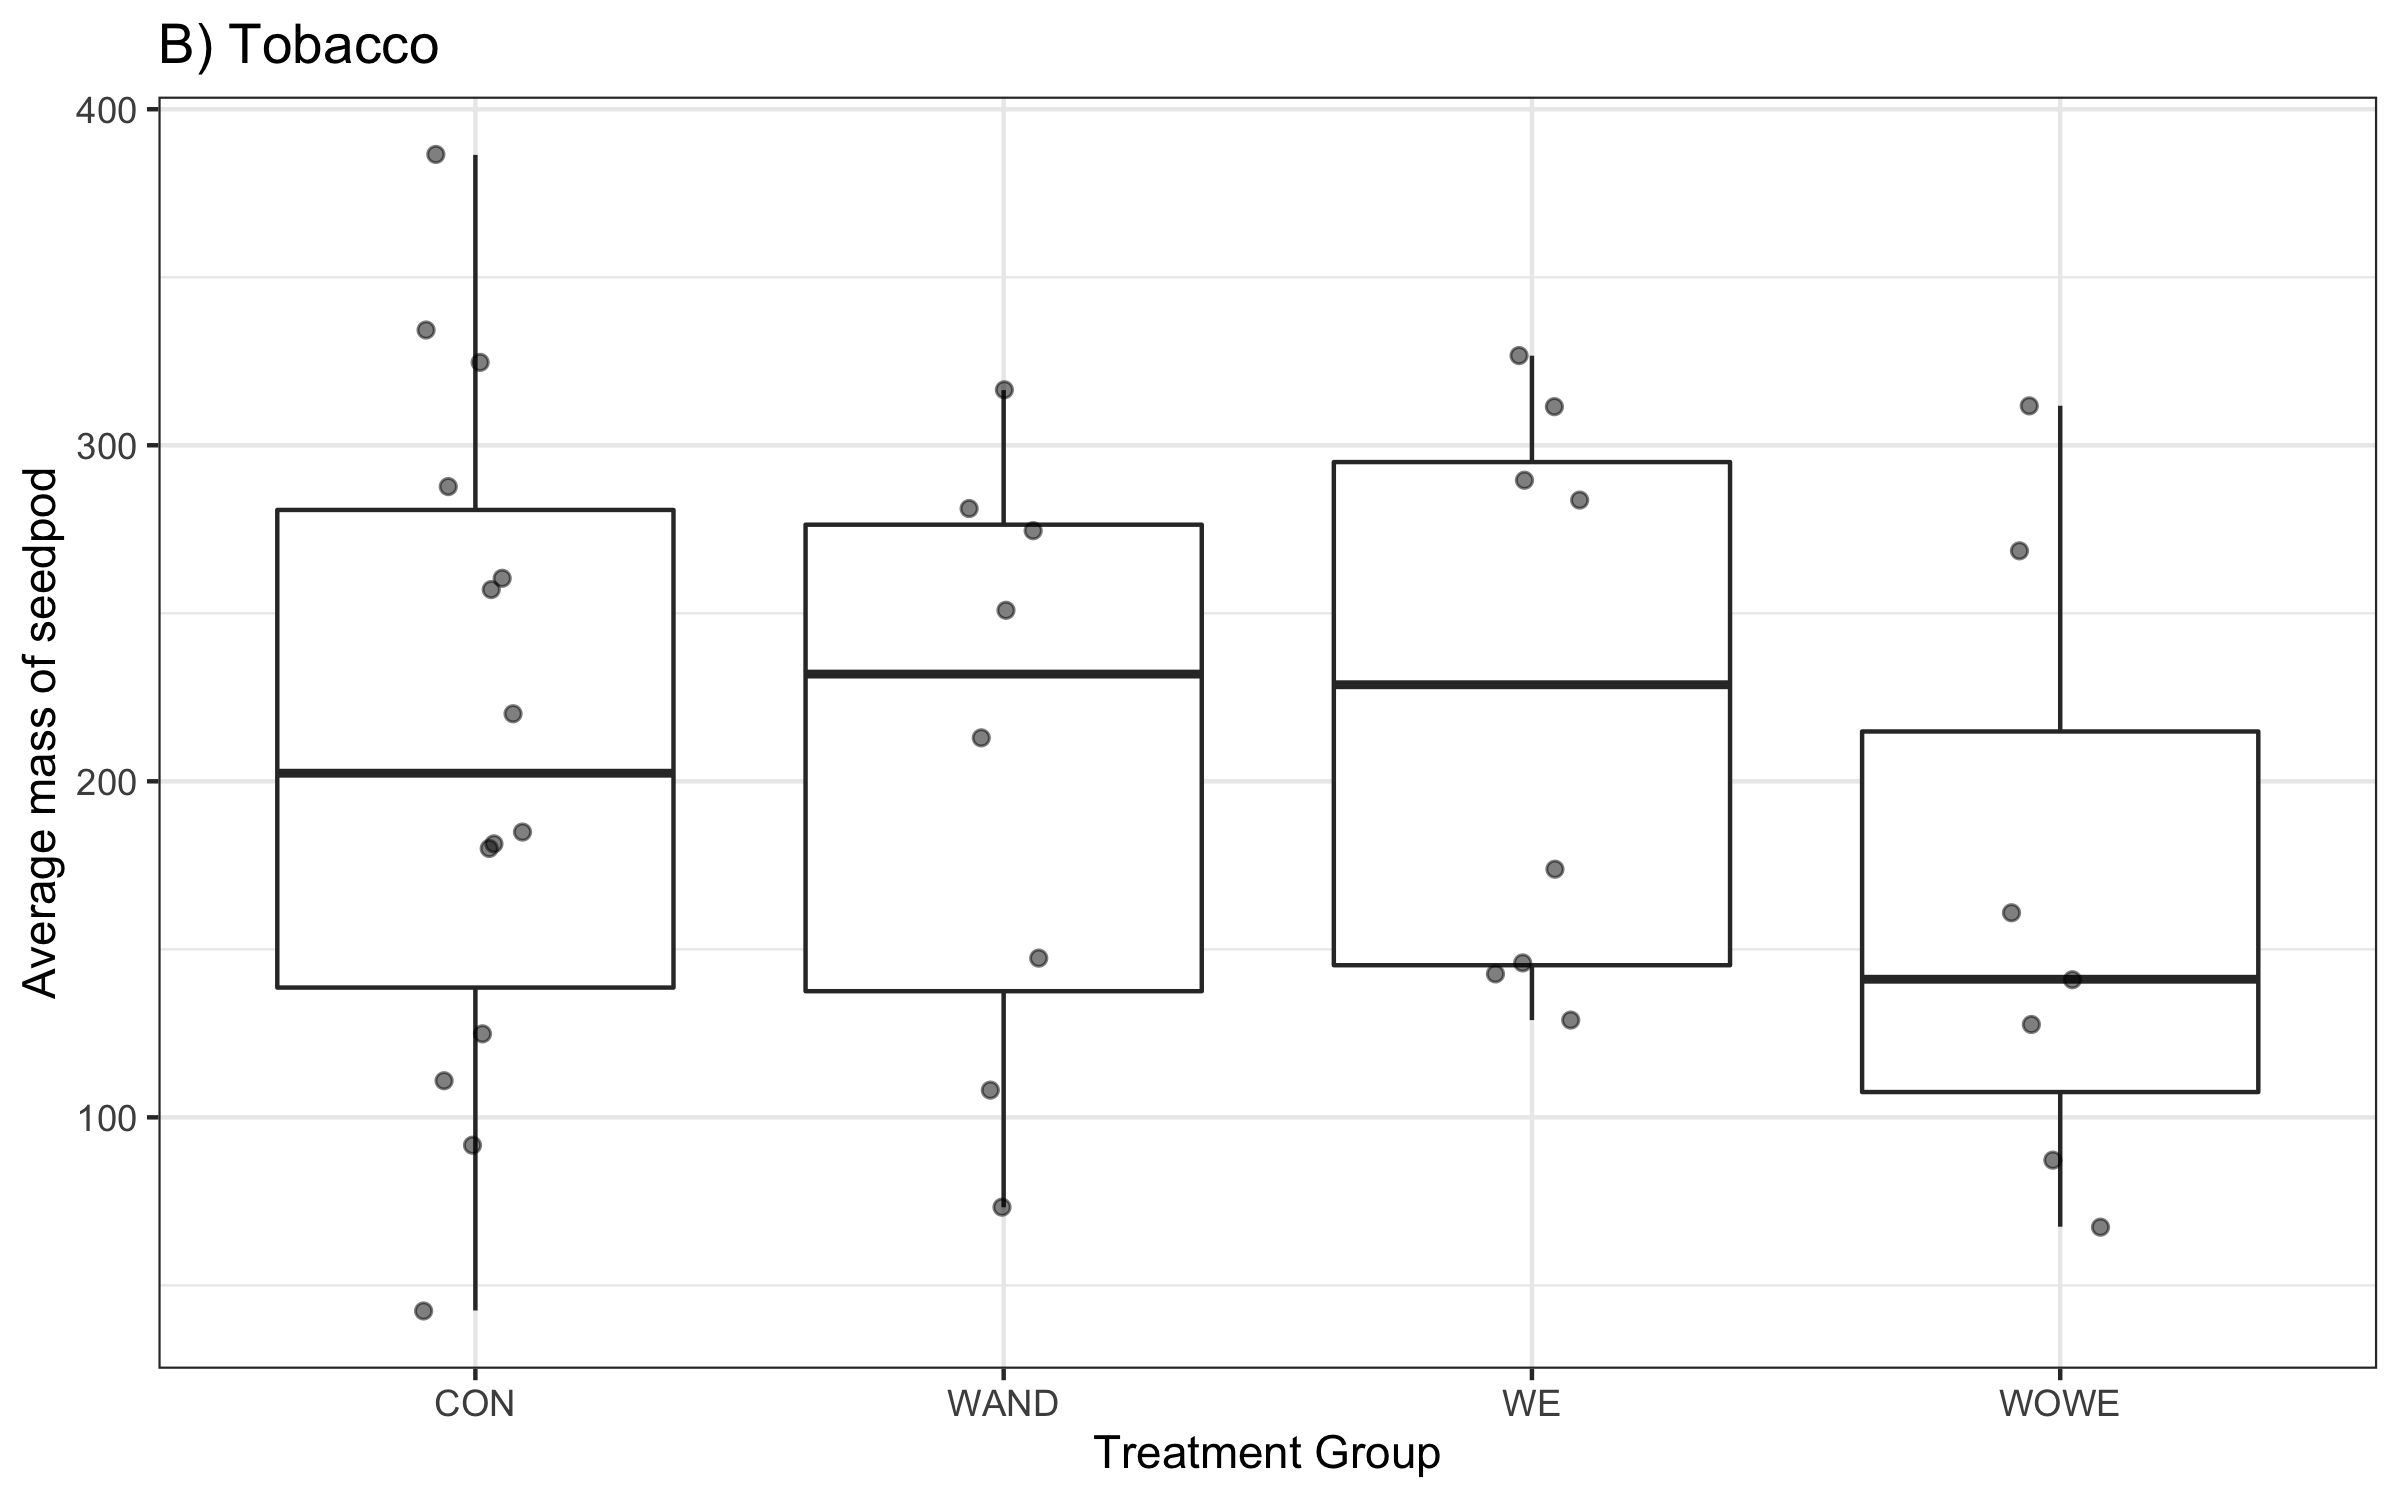 B) Tobacco
400
300
200
100
Average mass of seedpod
CON
WAND
WE
WOWE
Treatment Group